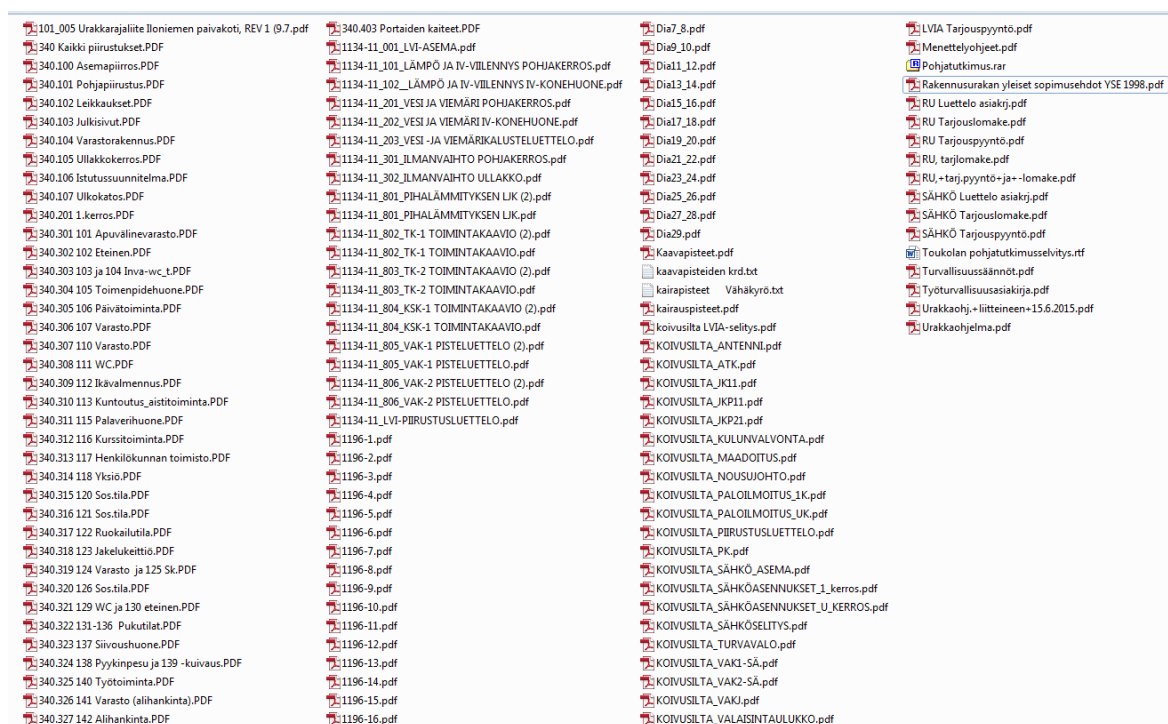 101_005 Urakkarajaliite Iloniemen paivakoti, REV 1 (9.7.pdf
340 Kaikki piirustukset.PDF
340.100 Asemapiirros.PDF
340.101 Pohjapiirustus.PDF
340.102 Leikkaukset.PDF
340.103 Julkisivut.PDF
340.104 Varastorakennus.PDF
340.105 Ullakkokerros.PDF
340.106 Istutussuunnitelma.PDF
340.107 Ulkokatos.PDF
340.201 1.kerros.PDF
340.301 101 Apuvälinevarasto.PDF
340.302 102 Eteinen.PDF
340.303 103 ja 104 Inva-wc_t.PDF
340.304 105 Toimenpidehuone.PDF
340.305 106 Päivätoiminta.PDF
340.306 107 Varasto.PDF
340.307 110 Varasto.PDF
340.308 111 WC.PDF
340.309 112 Ikävalmennus.PDF
340.310 113 Kuntoutus_aistitoiminta.PDF
340.311 115 Palaverihuone.PDF
340.312 116 Kurssitoiminta.PDF
340.313 117 Henkilökunnan toimisto.PDF
340.314 118 Yksiö.PDF
340.315 120 Sos.tila.PDF
340.316 121 Sos.tila.PDF
340.317 122 Ruokailutila.PDF
340.318 123 Jakelukeittiö.PDF
340.319 124 Varasto ja 125 Sk.PDF
340.320 126 Sos.tila.PDF
340.321 129 WC ja 130 eteinen.PDF
340.322 131-136 Pukutilat.PDF
340.323 137 Siivoushuone.PDF
340.324 138 Pyykinpesu ja 139 -kuivaus.PDF
340.325 140 Työtoiminta.PDF
340.326 141 Varasto (alihankinta).PDF
340.327 142 Alihankinta.PDF
340.403 Portaiden kaiteet.PDF
1134-11_001_LVI-ASEMA.pdf
1134-11_101_LÄMPÖ JA IV-VIILENNYS POHJAKERROS.pdf
1134-11_102__LÄMPÖ JA IV-VIILENNYS IV-KONEHUONE.pdf
1134-11_201_VESI JA VIEMÄRI POHJAKERROS.pdf
1134-11_202_VESI JA VIEMÄRI IV-KONEHUONE.pdf
1134-11_203_VESI -JA VIEMÄRIKALUSTELUETTELO.pdf
1134-11_301_ILMANVAIHTO POHJAKERROS.pdf
1134-11_302_ILMANVAIHTO ULLAKKO.pdf
1134-11_801_PIHALÄMMITYKSEN LJK (2).pdf
1134-11_801_PIHALÄMMITYKSEN LJK.pdf
1134-11_802_TK-1 TOIMINTAKAAVIO (2).pdf
1134-11_802_TK-1 TOIMINTAKAAVIO.pdf
1134-11_803_TK-2 TOIMINTAKAAVIO (2).pdf
1134-11_803_TK-2 TOIMINTAKAAVIO.pdf
1134-11_804_KSK-1 TOIMINTAKAAVIO (2).pdf
1134-11_804_KSK-1 TOIMINTAKAAVIO.pdf
1134-11_805_VAK-1 PISTELUETTELO (2).pdf
1134-11_805_VAK-1 PISTELUETTELO.pdf
1134-11_806_VAK-2 PISTELUETTELO (2).pdf
1134-11_806_VAK-2 PISTELUETTELO.pdf
1134-11_LVI-PIIRUSTUSLUETTELO.pdf
1196-1.pdf
1196-2.pdf
1196-3.pdf
1196-4.pdf
1196-5.pdf
1196-6.pdf
1196-7.pdf
1196-8.pdf
1196-9.pdf
1196-10.pdf
1196-11.pdf
1196-12.pdf
1196-13.pdf
1196-14.pdf
1196-15.pdf
1196-16.pdf
Dia7_8.pdf
Dia9_10.pdf
Dia11_12.pdf
Dia13_14.pdf
Dia15_16.pdf
Dia17_18.pdf
Dia19_20.pdf
Dia21_22.pdf
Dia23_24.pdf
Dia25_26.pdf
Dia27_28.pdf
Dia29.pdf
Kaavapisteet.pdf
kaavapisteiden krd.txt
kairapisteet Vähäkyrö.txt
kairauspisteet.pdf
koivusilta LVIA-selitys.pdf
KOIVUSILTA_ANTENNI.pdf
KOIVUSILTA_ATK.pdf
KOIVUSILTA_JK11.pdf
KOIVUSILTA_JKP11.pdf
KOIVUSILTA_JKP21.pdf
KOIVUSILTA_KULUNVALVONTA.pdf
KOIVUSILTA_MAADOITUS.pdf
KOIVUSILTA_NOUSUJOHTO.pdf
KOIVUSILTA_PALOILMOITUS_1K.pdf
KOIVUSILTA_PALOILMOITUS_UK.pdf
KOIVUSILTA_PIIRUSTUSLUETTELO.pdf
KOIVUSILTA_PK.pdf
KOIVUSILTA_SÄHKÖ_ASEMA.pdf
KOIVUSILTA_SÄHKÖASENNUKSET_1_kerros.pdf
KOIVUSILTA_SÄHKÖASENNUKSET_U_KERROS.pdf
KOIVUSILTA_SÄHKÖSELITYS.pdf
KOIVUSILTA_TURVAVALO.pdf
KOIVUSILTA_VAK1-SÄ.pdf
KOIVUSILTA_VAK2-SÄ.pdf
KOIVUSILTA_VAKJ.pdf
KOIVUSILTA_VALAISINTAULUKKO.pdf
LVIA Tarjouspyyntö.pdf
Menettelyohjeet.pdf
Pohjatutkimus.rar
Rakennusurakan yleiset sopimusehdot YSE 1998.pdf
RU Luettelo asiakrj.pdf
RU Tarjouslomake.pdf
RU Tarjouspyyntö.pdf
RU, tarjlomake.pdf
RU,+tarj.pyyntö+ja+-lomake.pdf
SÄHKÖ Luettelo asiakrj.pdf
SÄHKÖ Tarjouslomake.pdf
SÄHKÖ Tarjouspyyntö.pdf
Toukolan pohjatutkimusselvitys.rtf
Turvallisuussäännöt.pdf
Työturvallisuusasiakirja.pdf
Urakkaohj.+liitteineen+15.6.2015.pdf
Urakkaohjelma.pdf